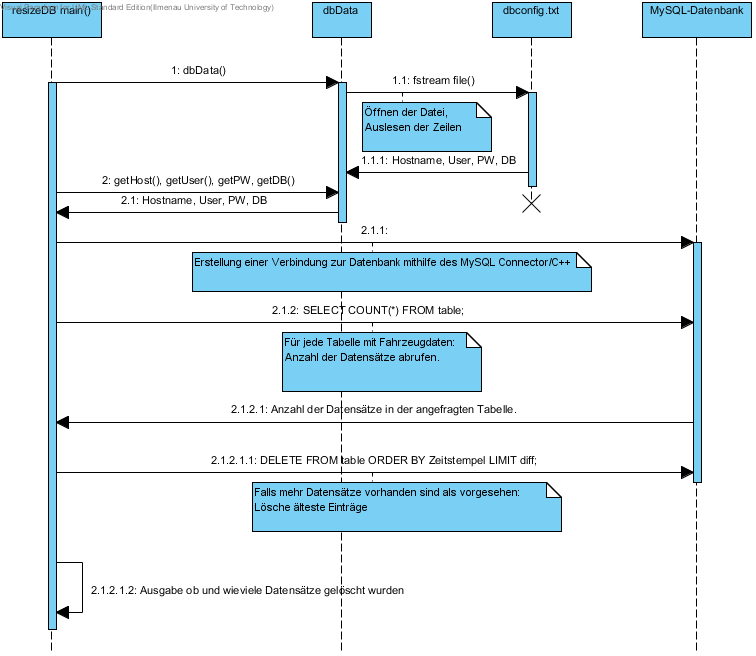 Standard Edition(Ilmenau University of Technology)
resizeDB main()
dbData
dbconfig.txt
MySQL-Datenbank
1: dbData()
1.1: fstream file()
Öffnen der Datei,
Auslesen der Zeilen
1.1.1: Hostname, User, PW, DB
2: getHost(), getUser(), getPW, getDB()
2.1: Hostname, User, PW, DB
2.1.1:
Erstellung einer Verbindung zur Datenbank mithilfe des MySQL Connector/C++
2.1.2: SELECT COUNT(*) FROM table;
Für jede Tabelle mit Fahrzeugdaten:
Anzahl der Datensätze abrufen.
2.1.2.1: Anzahl der Datensätze in der angefragten Tabelle.
2.1.2.1.1: DELETE FROM table ORDER BY Zeitstempel LIMIT diff;
Falls mehr Datensätze vorhanden sind als vorgesehen:
Lösche älteste Einträge
2.1.2.1.2: Ausgabe ob und wieviele Datensätze gelöscht wurden